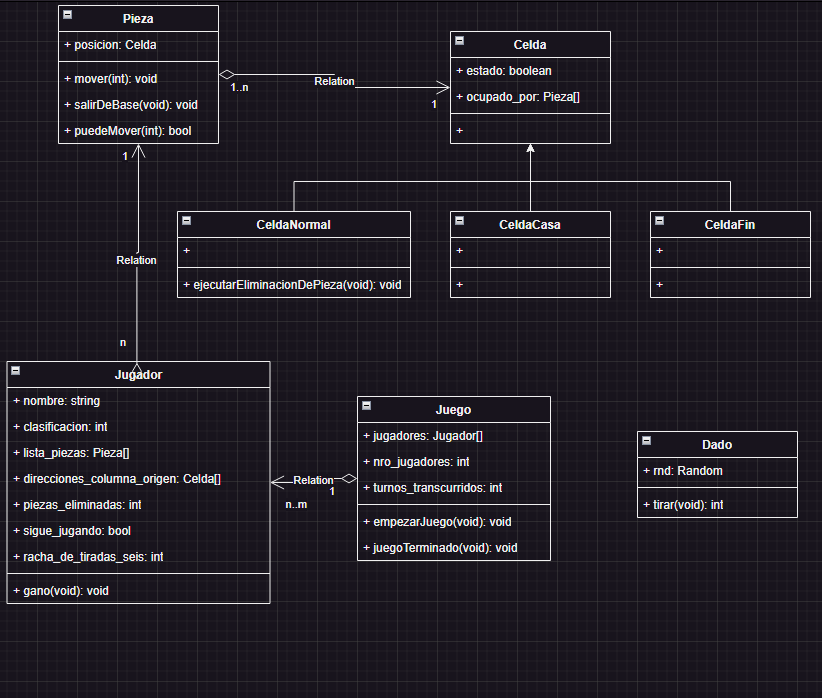 Pieza
+ posicion: Celda
+ mover(int): void
+ salirDeBase(void): void
+ puedeMover(int): bool
1..n
Relation
1
Celda
+ estado: boolean
+ ocupado_por: Pieza[]
+
1
Relation
n
CeldaNormal
+
+ ejecutarEliminacionDePieza(void): void
CeldaCasa
+
+
CeldaFin
+
+
Jugador
+ nombre: string
+ clasificacion: int
+ lista_piezas: Pieza[]
+ direcciones_columna_origen: Celda[]
+ piezas_eliminadas: int
+ sigue_jugando: bool
+ racha_de_tiradas_seis: int
+ gano(void): void
Relation
1
n..m
Juego
+ jugadores: Jugador[]
+ nro_jugadores: int
+ turnos_transcurridos: int
+ empezarJuego(void): void
+ juegoTerminado(void): void
Dado
+ rnd: Random
+ tirar(void): int